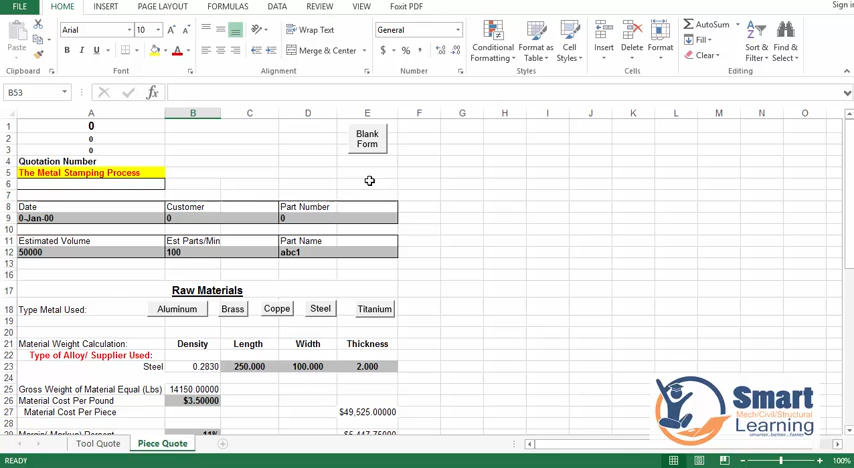 FILE HOME INSERT PAGE LAYOUT FORMULAS DATA REVIEW VIEW Foxit PDF Sign in
Arial 10 Wrap Text General AutoSum
Paste Merge & Center Conditional Formatting Format as Table Cell Styles Insert Delete Format Fill Sort & Filter Find & Select
Clear
Clipboard Font Alignment Number Styles Cells Editing
B53 fx
A B C D E F G H I J K L M N O
1 0
2 0
3 0
Blank Form
4 Quotation Number
5 The Metal Stamping Process
6
7
8 Date Customer Part Number
9 0-Jan-00 0 0
10
11 Estimated Volume Est Parts/Min Part Name
12 50000 100 abc1
13
16
17 Raw Materials
18 Type Metal Used: Aluminum Brass Coppe Steel Titanium
19
20
21 Material Weight Calculation: Density Length Width Thickness
22 Type of Alloy/ Supplier Used:
23 Steel 0.2830 250.000 100.000 2.000
24
25 Gross Weight of Material Equal (Lbs) 14150.00000
26 Material Cost Per Pound $3.50000
27 Material Cost Per Piece $49,525.00000
28
Tool Quote Piece Quote
READY 100%
Smart
Mech/Civil/Structural
Learning
smarter, better, faster.